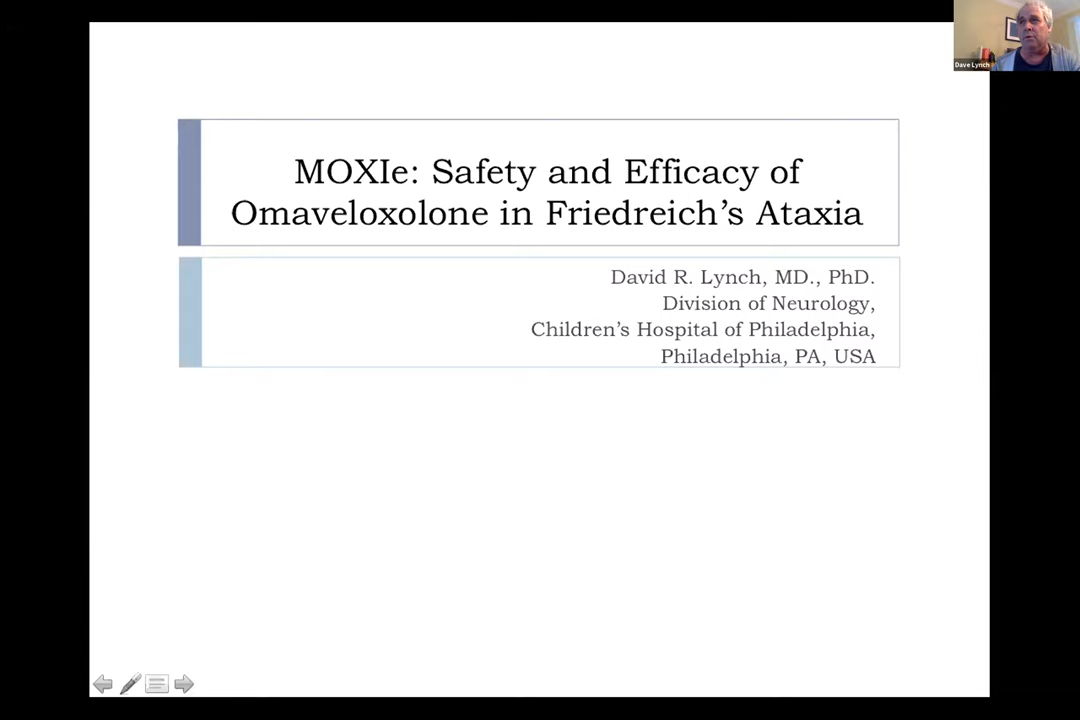 MOXIe: Safety and Efficacy of
Omaveloxolone in Friedreich’s Ataxia
David R. Lynch, MD., PhD.
Division of Neurology,
Children’s Hospital of Philadelphia,
Philadelphia, PA, USA
Dave Lynch